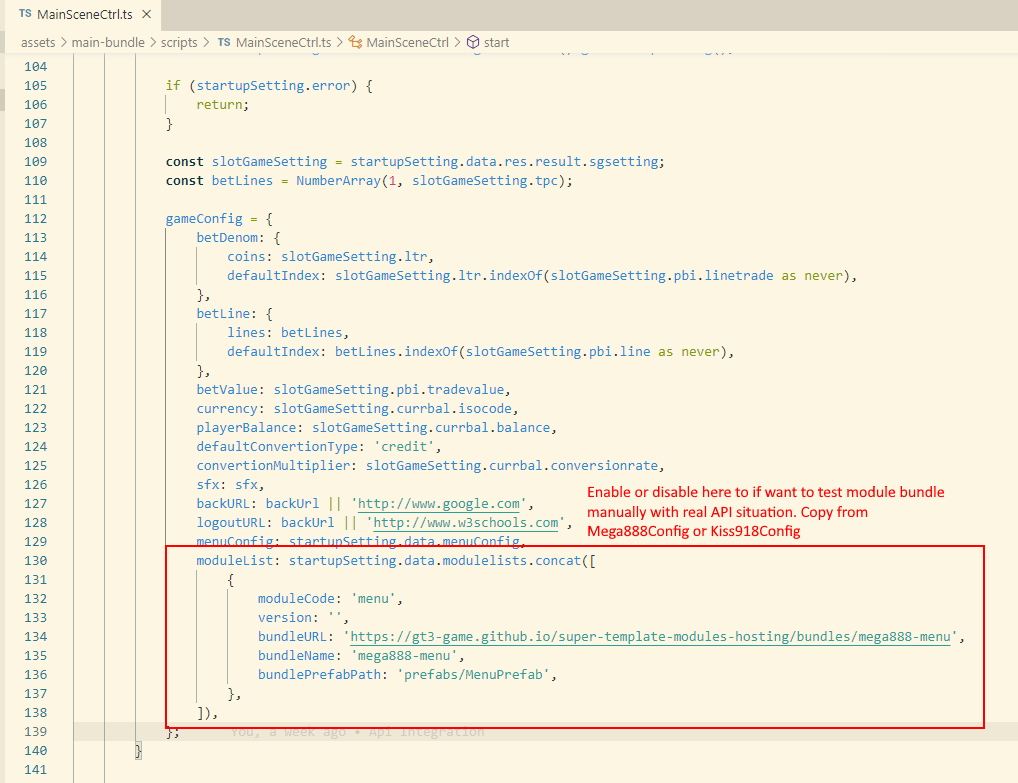 TS MainSceneCtrl.ts ×
assets > main-bundle > scripts > TS MainSceneCtrl.ts > MainSceneCtrl > start
104
105 if (startupSetting.error) {
106 return;
107 }
108
109 const slotGameSetting = startupSetting.data.res.result.sgsetting;
110 const betLines = NumberArray(1, slotGameSetting.tpc);
111
112 gameConfig = {
113 betDenom: {
114 coins: slotGameSetting.ltr,
115 defaultIndex: slotGameSetting.ltr.indexOf(slotGameSetting.pbi.linetrade as never),
116 },
117 betLine: {
118 lines: betLines,
119 defaultIndex: betLines.indexOf(slotGameSetting.pbi.line as never),
120 },
121 betValue: slotGameSetting.pbi.tradevalue,
122 currency: slotGameSetting.currbal.isocode,
123 playerBalance: slotGameSetting.currbal.balance,
124 defaultConvertionType: 'credit',
125 convertionMultiplier: slotGameSetting.currbal.conversionrate,
126 sfx: sfx,
127 backURL: backUrl || 'http://www.google.com',
128 logoutURL: backUrl || 'http://www.w3schools.com',
129 menuConfig: startupSetting.data.menuConfig,
Enable or disable here to if want to test module bundle
manually with real API situation. Copy from
Mega888Config or Kiss918Config
130 moduleList: startupSetting.data.modulelists.concat([
131 {
132 moduleCode: 'menu',
133 version: '',
134 bundleURL: 'https://gt3-game.github.io/super-template-modules-hosting/bundles/mega888-menu',
135 bundleName: 'mega888-menu',
136 bundlePrefabPath: 'prefabs/MenuPrefab',
137 },
138 ]),
139 }; You, a week ago • Api integration
140 }
141